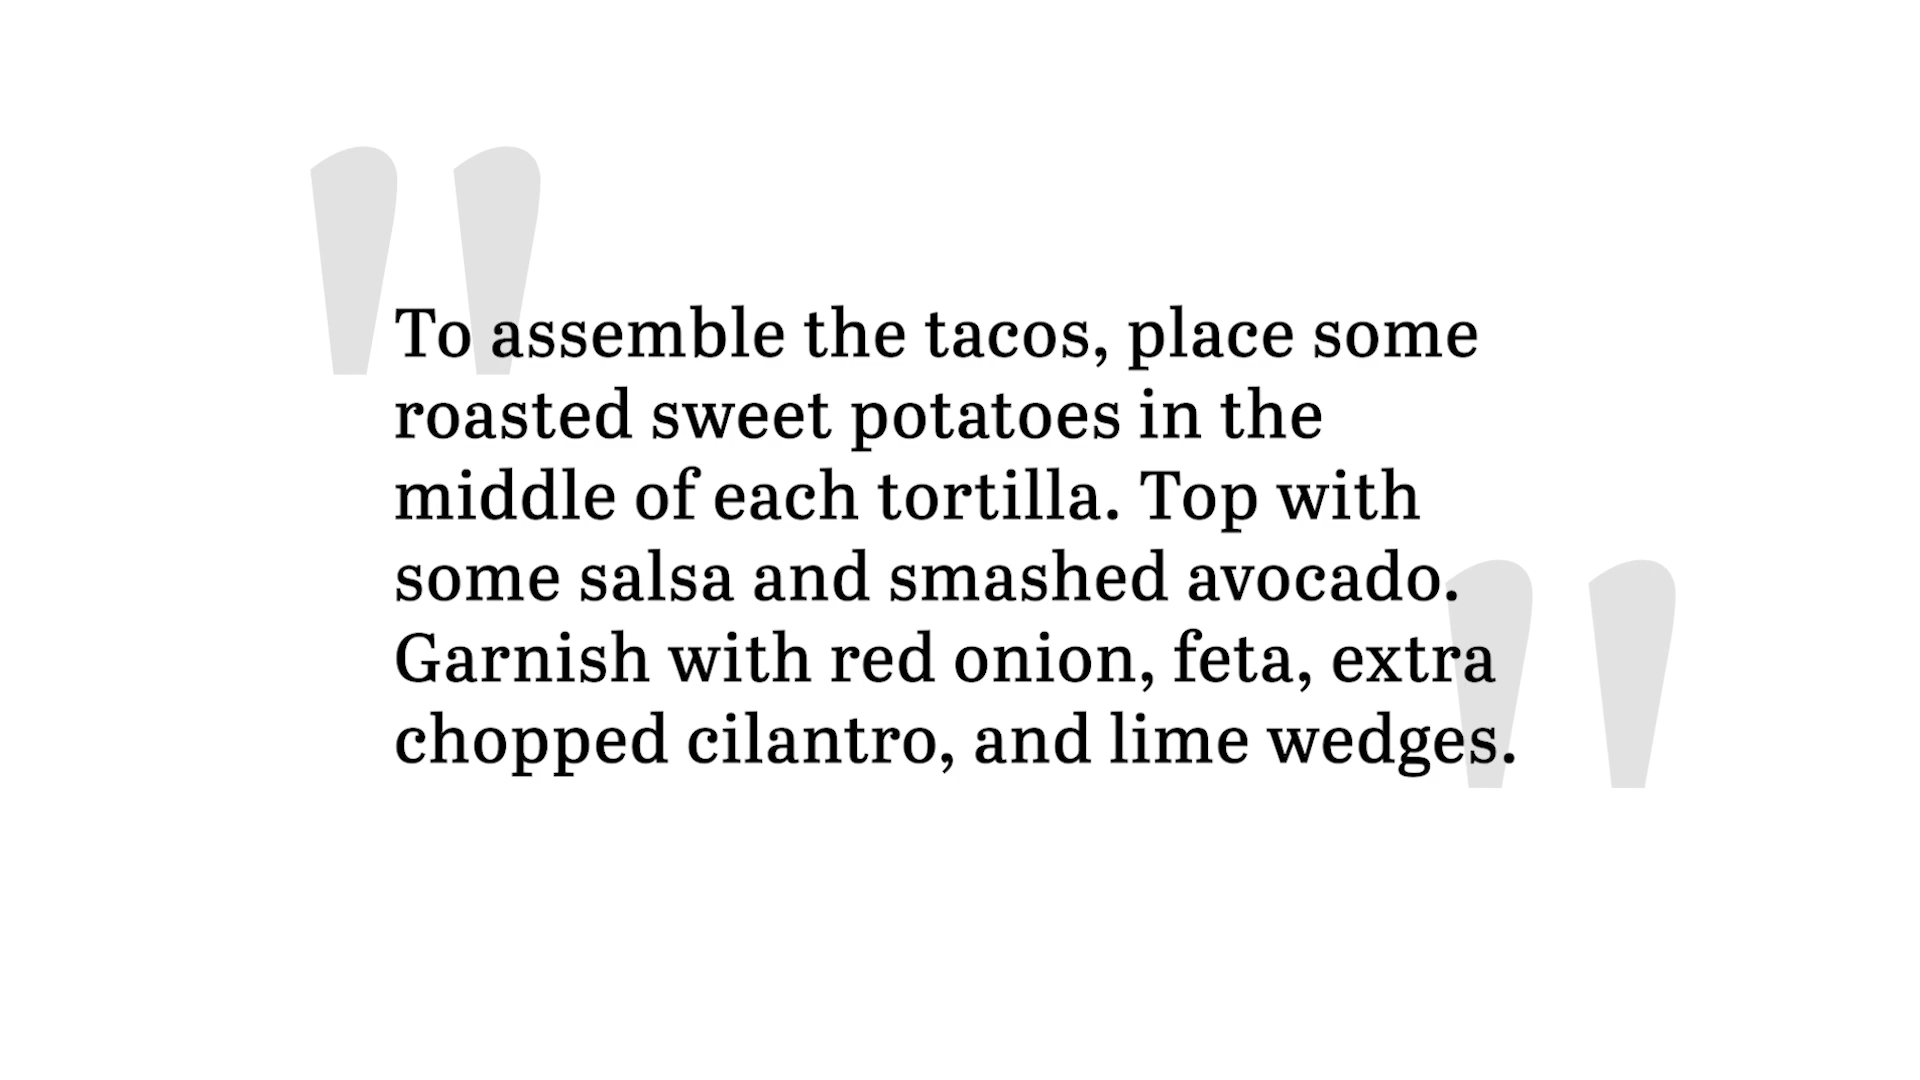 "
To assemble the tacos, place some
roasted sweet potatoes in the
middle of each tortilla. Top with
some salsa and smashed avocado.
Garnish with red onion, feta, extra
chopped cilantro, and lime wedges.
"